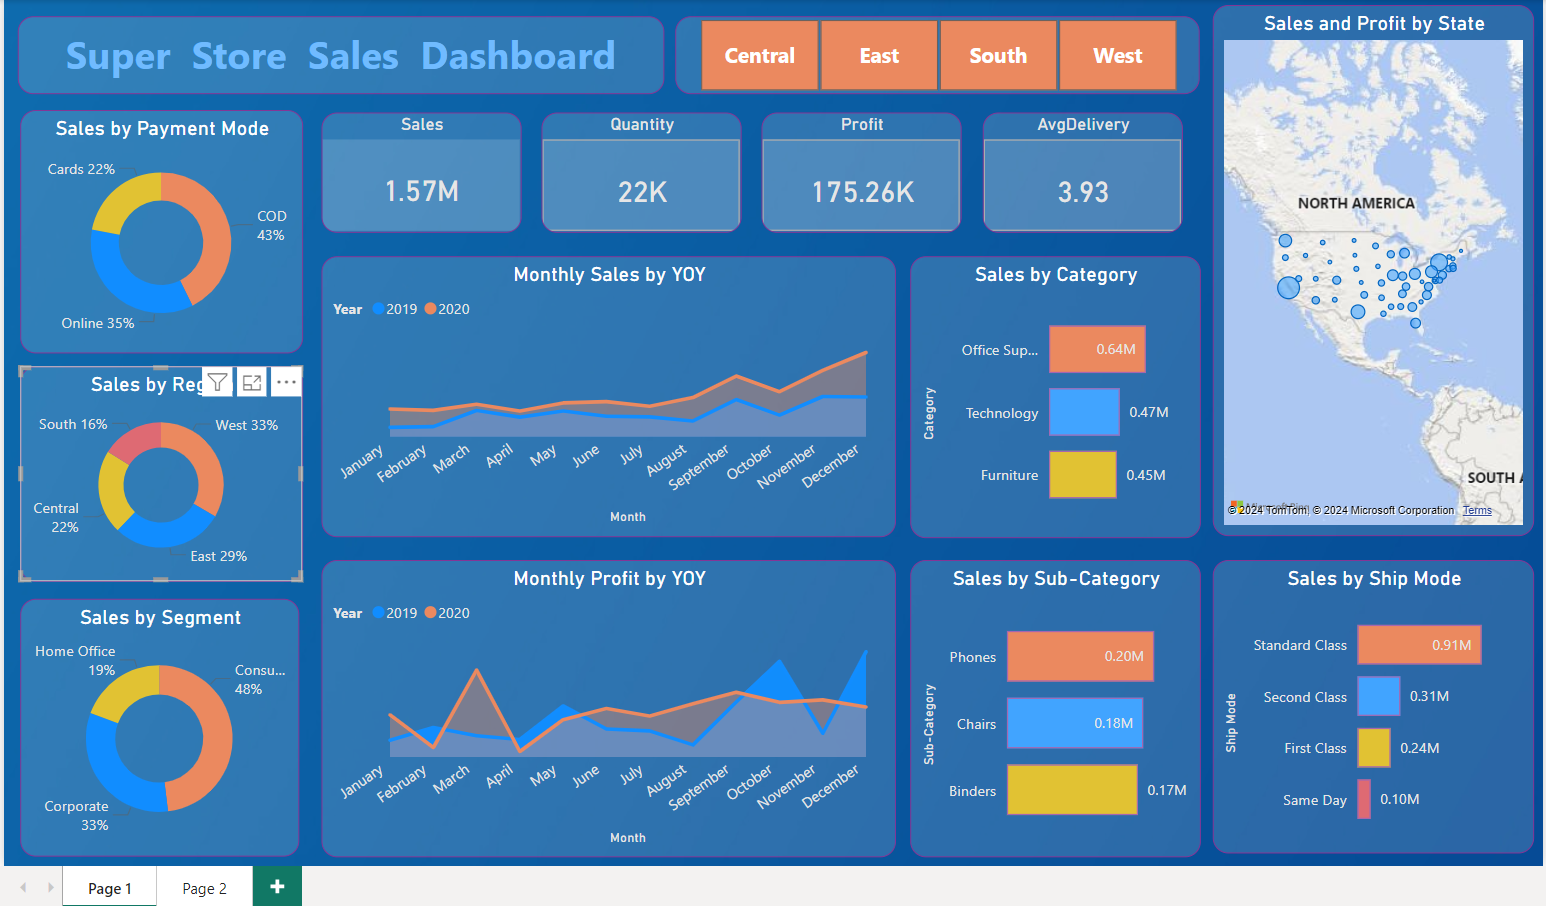 Super Store Sales Dashboard
Central
East
South
West
Sales and Profit by State
NORTH AMERICA
SOUTH A
© 2024 TomTom, © 2024 Microsoft Corporation Terms
Sales by Payment Mode
Cards 22%
COD
43%
Online 35%
Sales
1.57M
Quantity
22K
Profit
175.26K
AvgDelivery
3.93
Monthly Sales by YOY
Year 2019 2020
January
February
March
April
May
June
July
August
September
October
November
December
Month
Sales by Category
Category
Office Sup... 0.64M
Technology 0.47M
Furniture 0.45M
Sales by Reg
South 16%
West 33%
Central
22%
East 29%
Sales by Segment
Home Office
19%
Consu...
48%
Corporate
33%
Monthly Profit by YOY
Year 2019 2020
January
February
March
April
May
June
July
August
September
October
November
December
Month
Sales by Sub-Category
Sub-Category
Phones 0.20M
Chairs 0.18M
Binders 0.17M
Sales by Ship Mode
Ship Mode
Standard Class 0.91M
Second Class 0.31M
First Class 0.24M
Same Day 0.10M
Page 1
Page 2